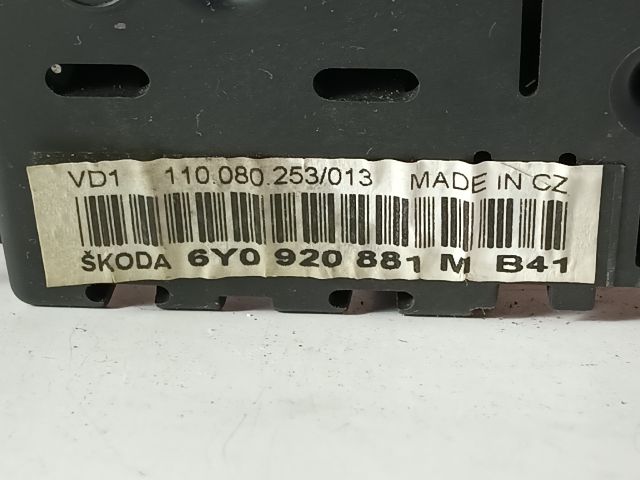 VD1 110.080.253/013 MADE IN CZ
ŠKODA 6Y0 920 881 M B41